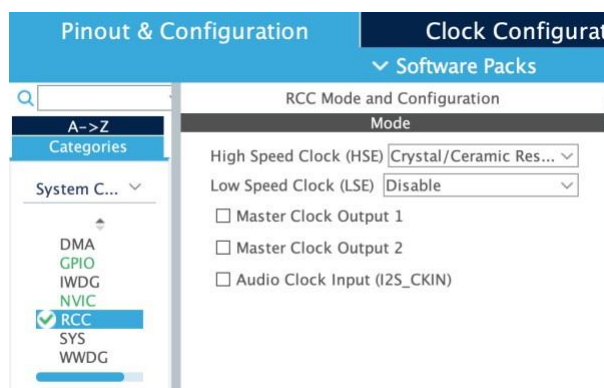 Pinout & Configuration
Clock Configurat
Software Packs
RCC Mode and Configuration
A->Z
Mode
Categories
High Speed Clock (HSE) Crystal/Ceramic Res...
Low Speed Clock (LSE) Disable
System C...
Master Clock Output 1
Master Clock Output 2
Audio Clock Input (I2S_CKIN)
DMA
GPIO
IWDG
NVIC
RCC
SYS
WWDG